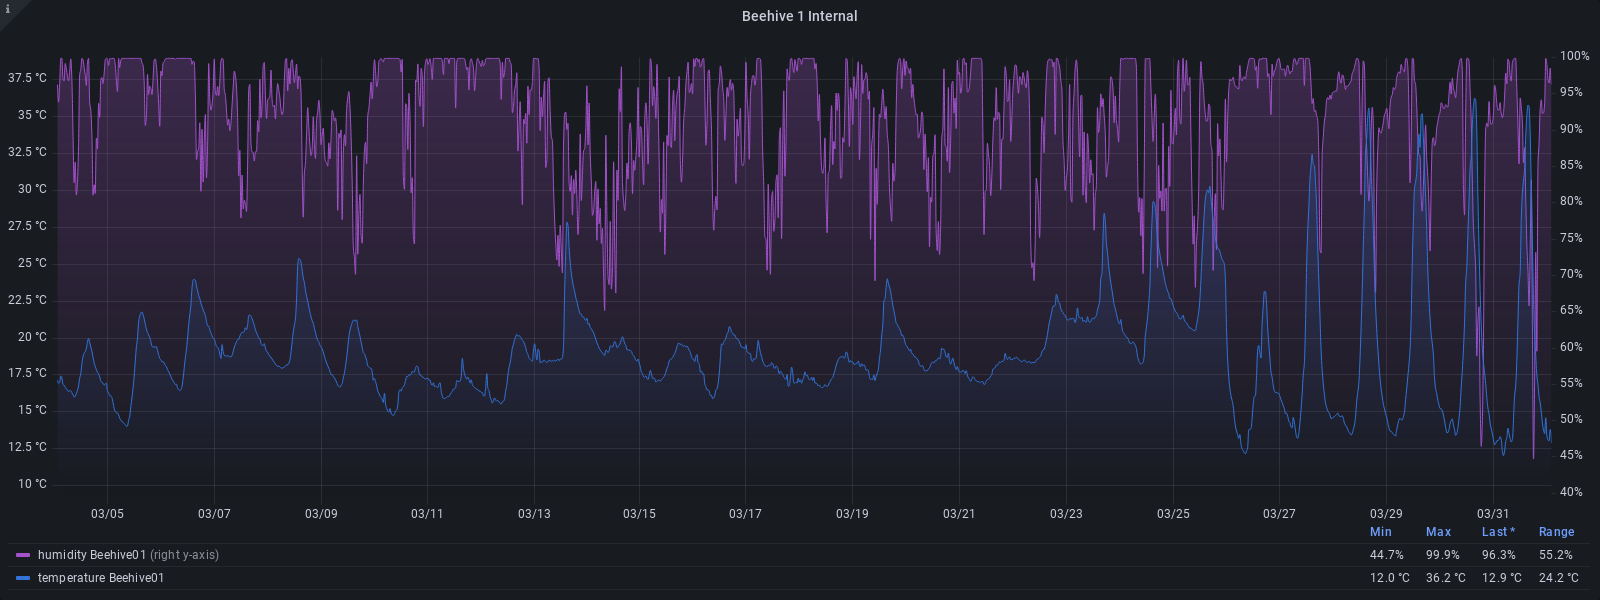 i
Beehive 1 Internal
37.5 °C
35 °C
32.5 °C
30 °C
27.5 °C
25 °C
22.5 °C
20 °C
17.5 °C
15 °C
12.5 °C
10 °C
100%
95%
90%
85%
80%
75%
70%
65%
60%
55%
50%
45%
40%
03/05 03/07 03/09 03/11 03/13 03/15 03/17 03/19 03/21 03/23 03/25 03/27 03/29 03/31
Min Max Last * Range
humidity Beehive01 (right y-axis) 44.7% 99.9% 96.3% 55.2%
temperature Beehive01 12.0 °C 36.2 °C 12.9 °C 24.2 °C